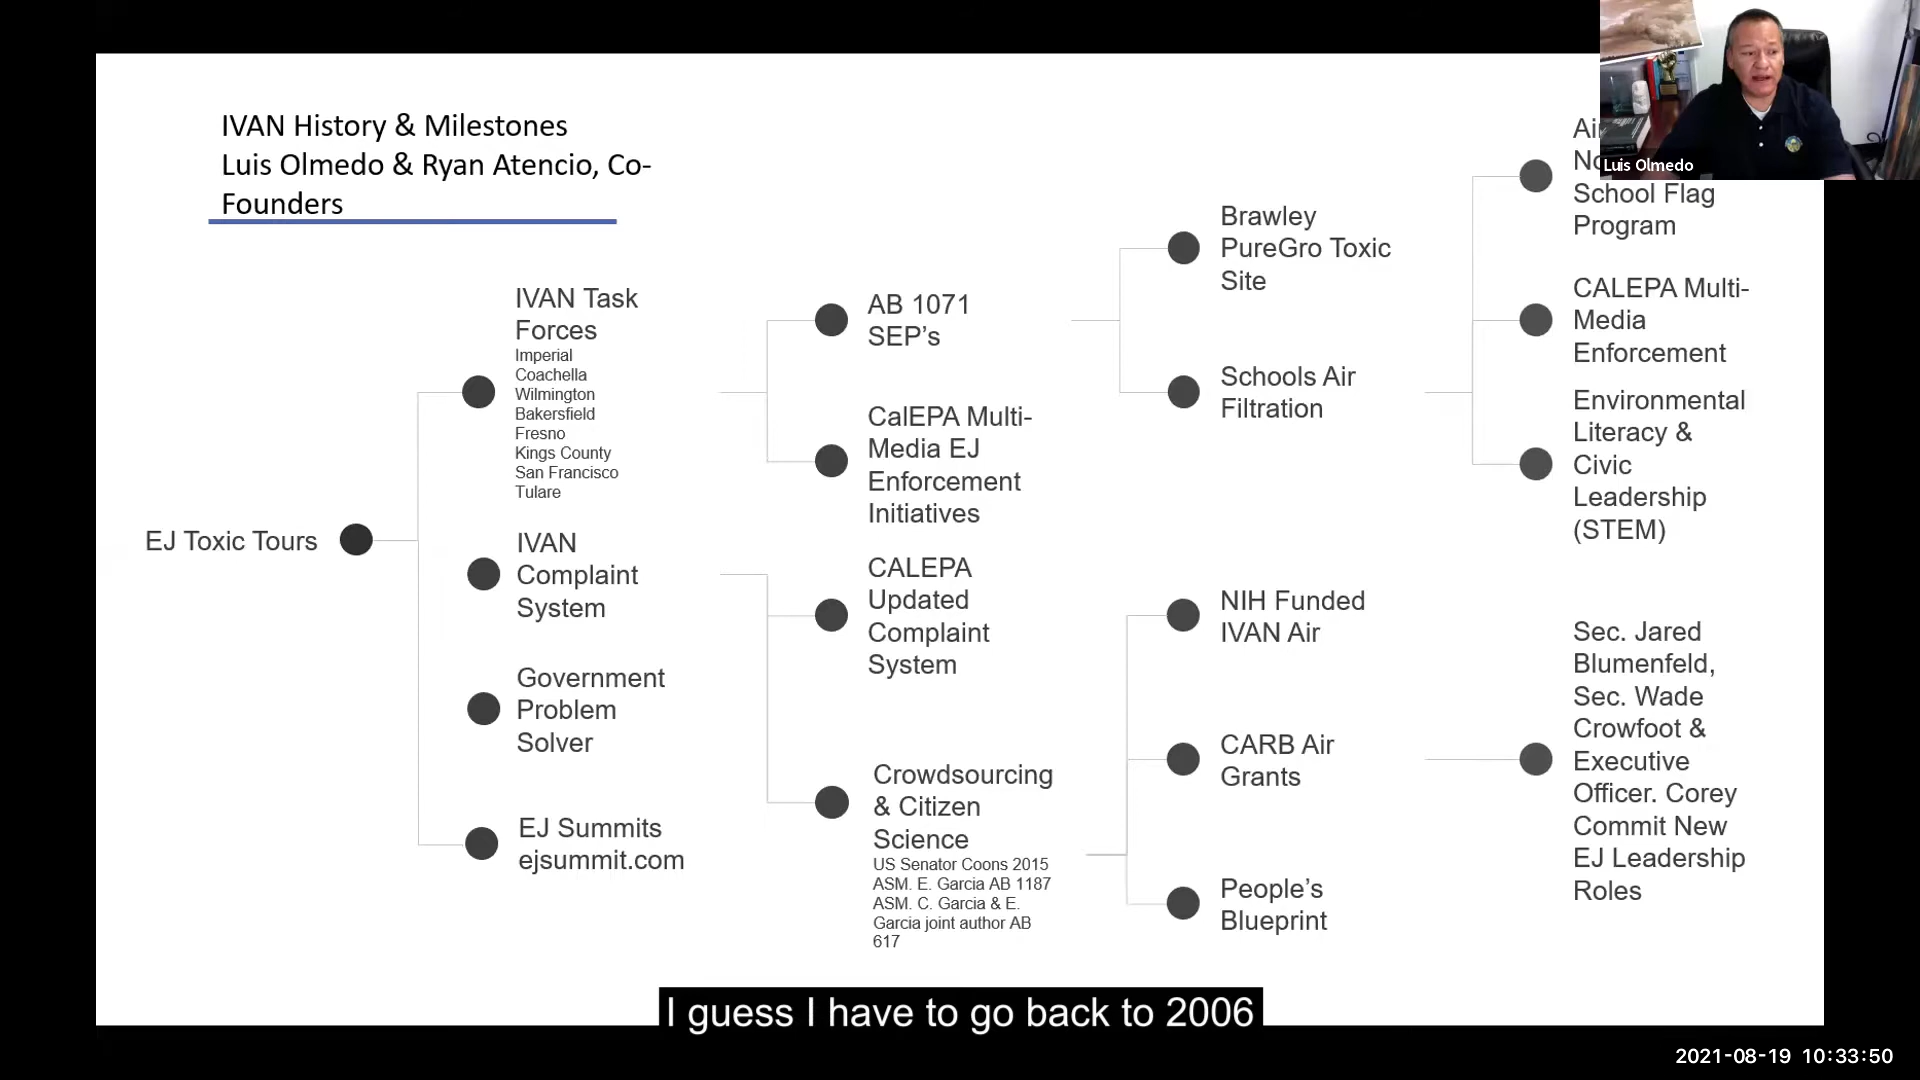 IVAN History & Milestones
Luis Olmedo & Ryan Atencio, Co-
Founders
EJ Toxic Tours
IVAN Task
Forces
Imperial
Coachella
Wilmington
Bakersfield
Fresno
Kings County
San Francisco
Tulare
IVAN
Complaint
System
Government
Problem
Solver
EJ Summits
ejsummit.com
AB 1071
SEP’s
CalEPA Multi-
Media EJ
Enforcement
Initiatives
CALEPA
Updated
Complaint
System
Crowdsourcing
& Citizen
Science
US Senator Coons 2015
ASM. E. Garcia AB 1187
ASM. C. Garcia & E.
Garcia joint author AB
617
Brawley
PureGro Toxic
Site
Schools Air
Filtration
NIH Funded
IVAN Air
CARB Air
Grants
People’s
Blueprint
School Flag
Program
CALEPA Multi-
Media
Enforcement
Environmental
Literacy &
Civic
Leadership
(STEM)
Sec. Jared
Blumenfeld,
Sec. Wade
Crowfoot &
Executive
Officer. Corey
Commit New
EJ Leadership
Roles
Luis Olmedo
I guess I have to go back to 2006
2021-08-19 10:33:50